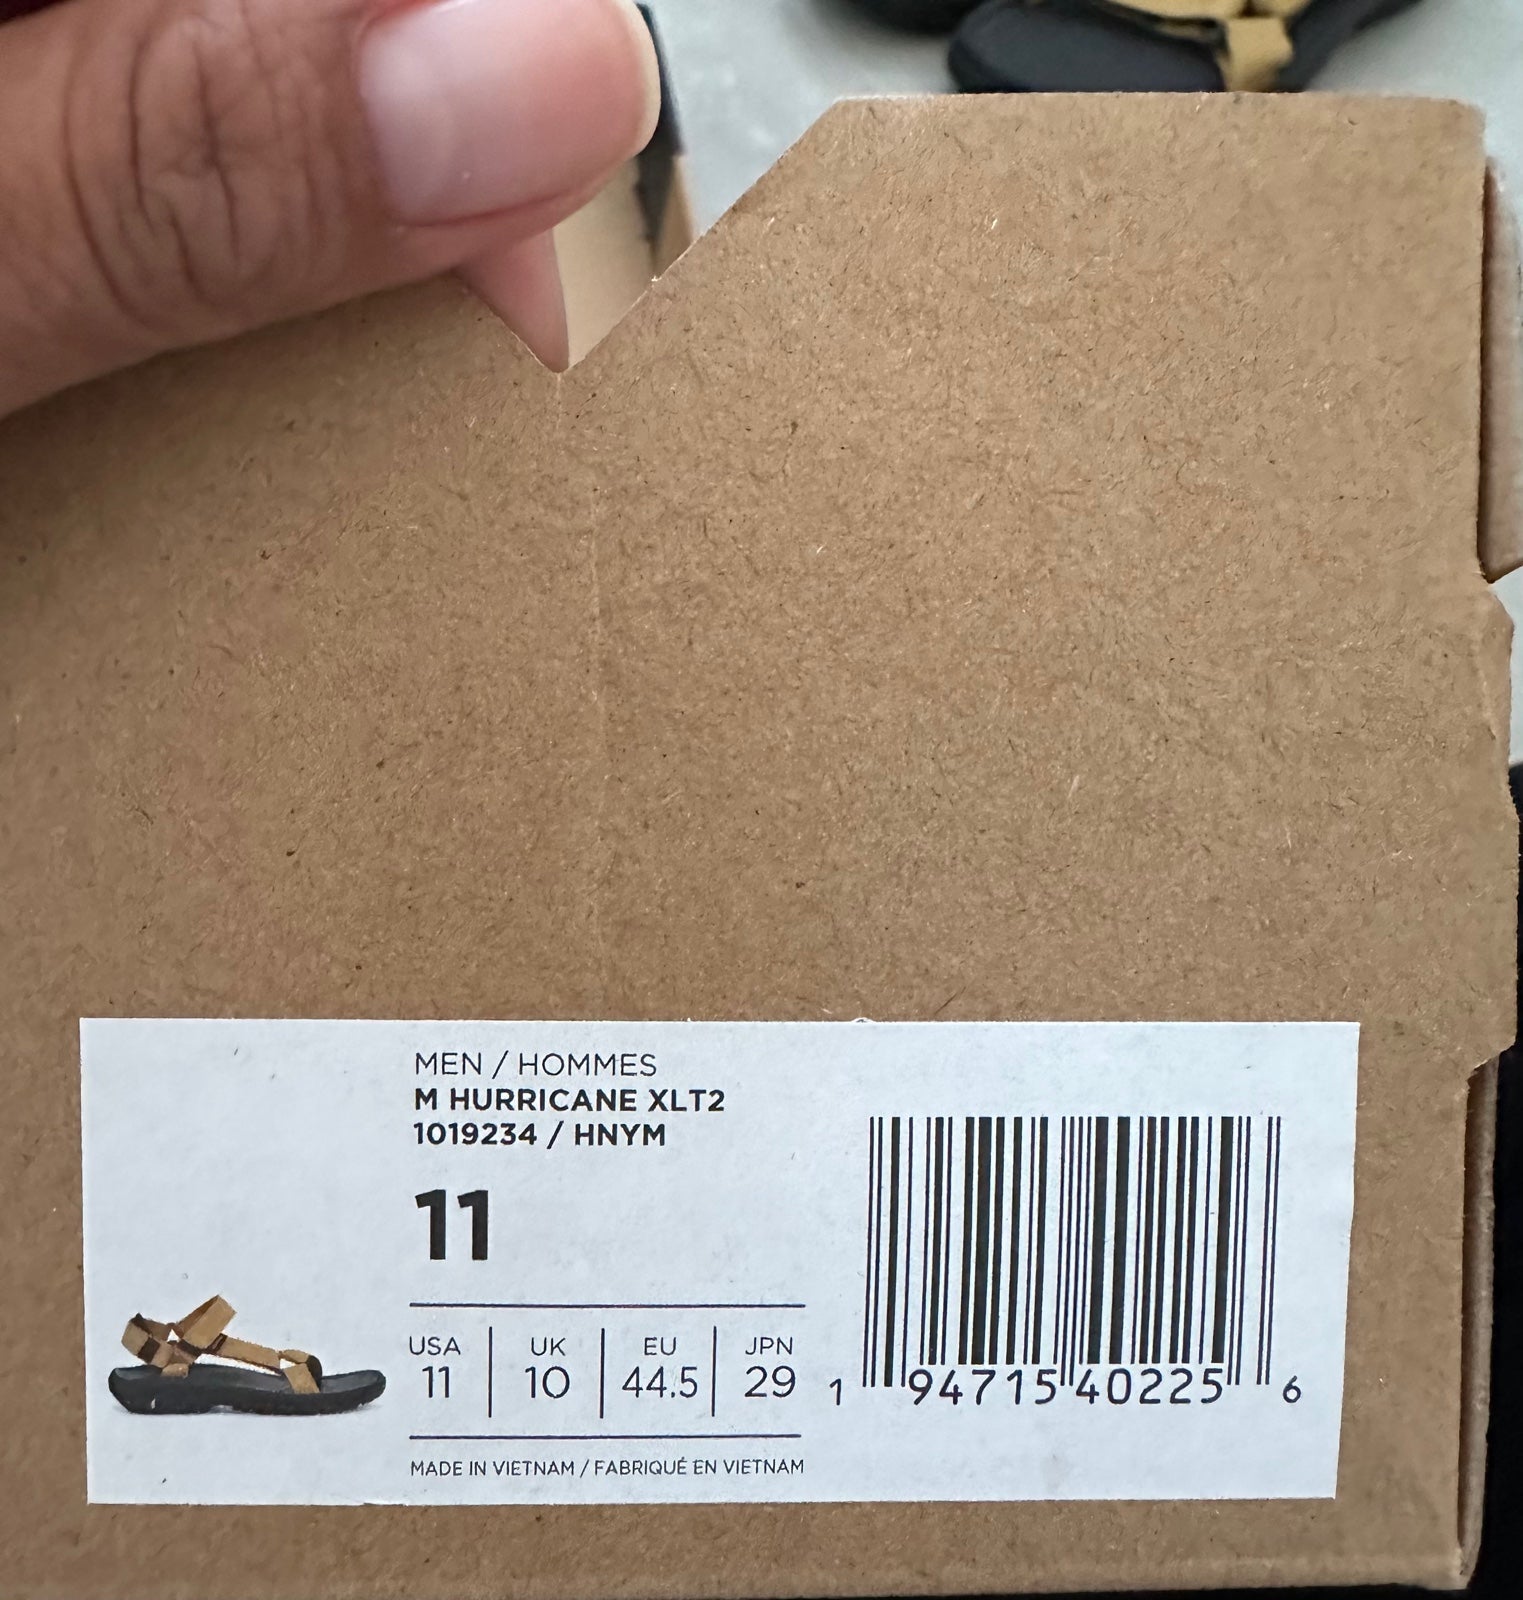 MEN / HOMMES
M HURRICANE XLT2
1019234 / HNYM
11
USA UK EU JPN
11 10 44.5 29
MADE IN VIETNAM / FABRIQUÉ EN VIETNAM
1 94715 40225 6